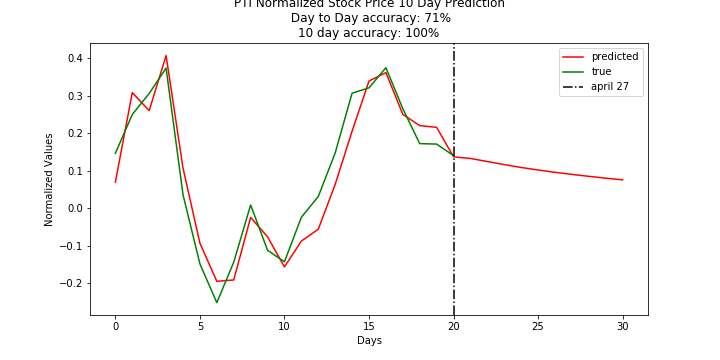 PTI Normalized Stock Price 10 Day Prediction
Day to Day accuracy: 71%
10 day accuracy: 100%
predicted
true
april 27
Normalized Values
0.4
0.3
0.2
0.1
0.0
−0.1
−0.2
0 5 10 15 20 25 30
Days